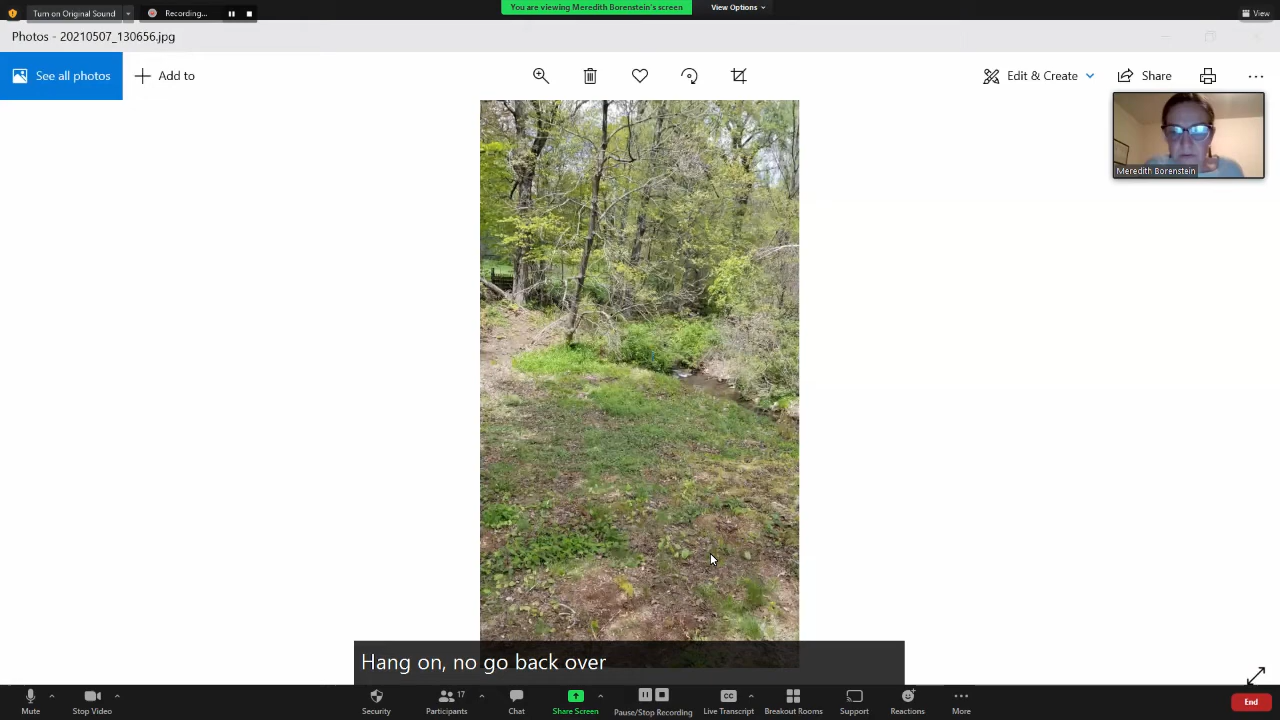 Turn on Original Sound
Recording...
You are viewing Meredith Borenstein's screen
View Options
View
Photos - 20210507_130656.jpg
See all photos
Add to
Edit & Create
Share
Meredith Borenstein
Hang on, no go back over
Mute
Stop Video
Security
Participants
17
Chat
Share Screen
Pause/Stop Recording
CC
Live Transcript
Breakout Rooms
Support
Reactions
More
End